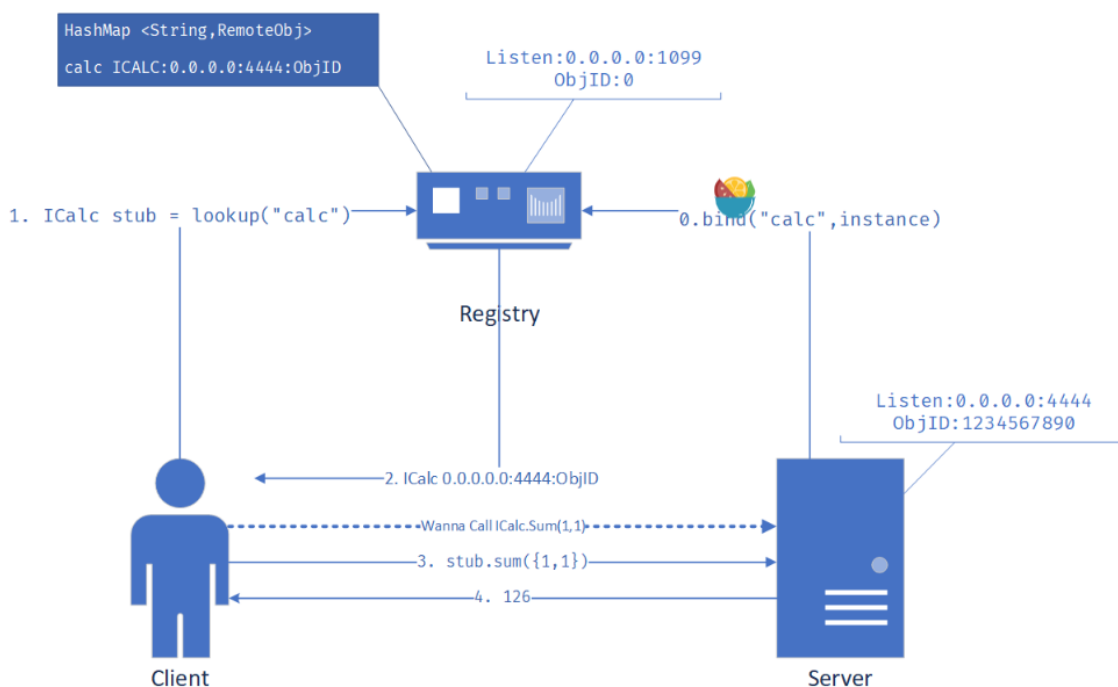 HashMap <String,RemoteObj>
calc ICALC:0.0.0.0:4444:ObjID
Listen:0.0.0.0:1099
ObjID:0
1. ICalc stub = lookup("calc")
0.bind("calc",instance)
Registry
Listen:0.0.0.0:4444
ObjID:1234567890
2. ICalc 0.0.0.0.0:4444:ObjID
Wanna Call ICalc.Sum(1,1)
3. stub.sum({1,1})
4. 126
Client
Server